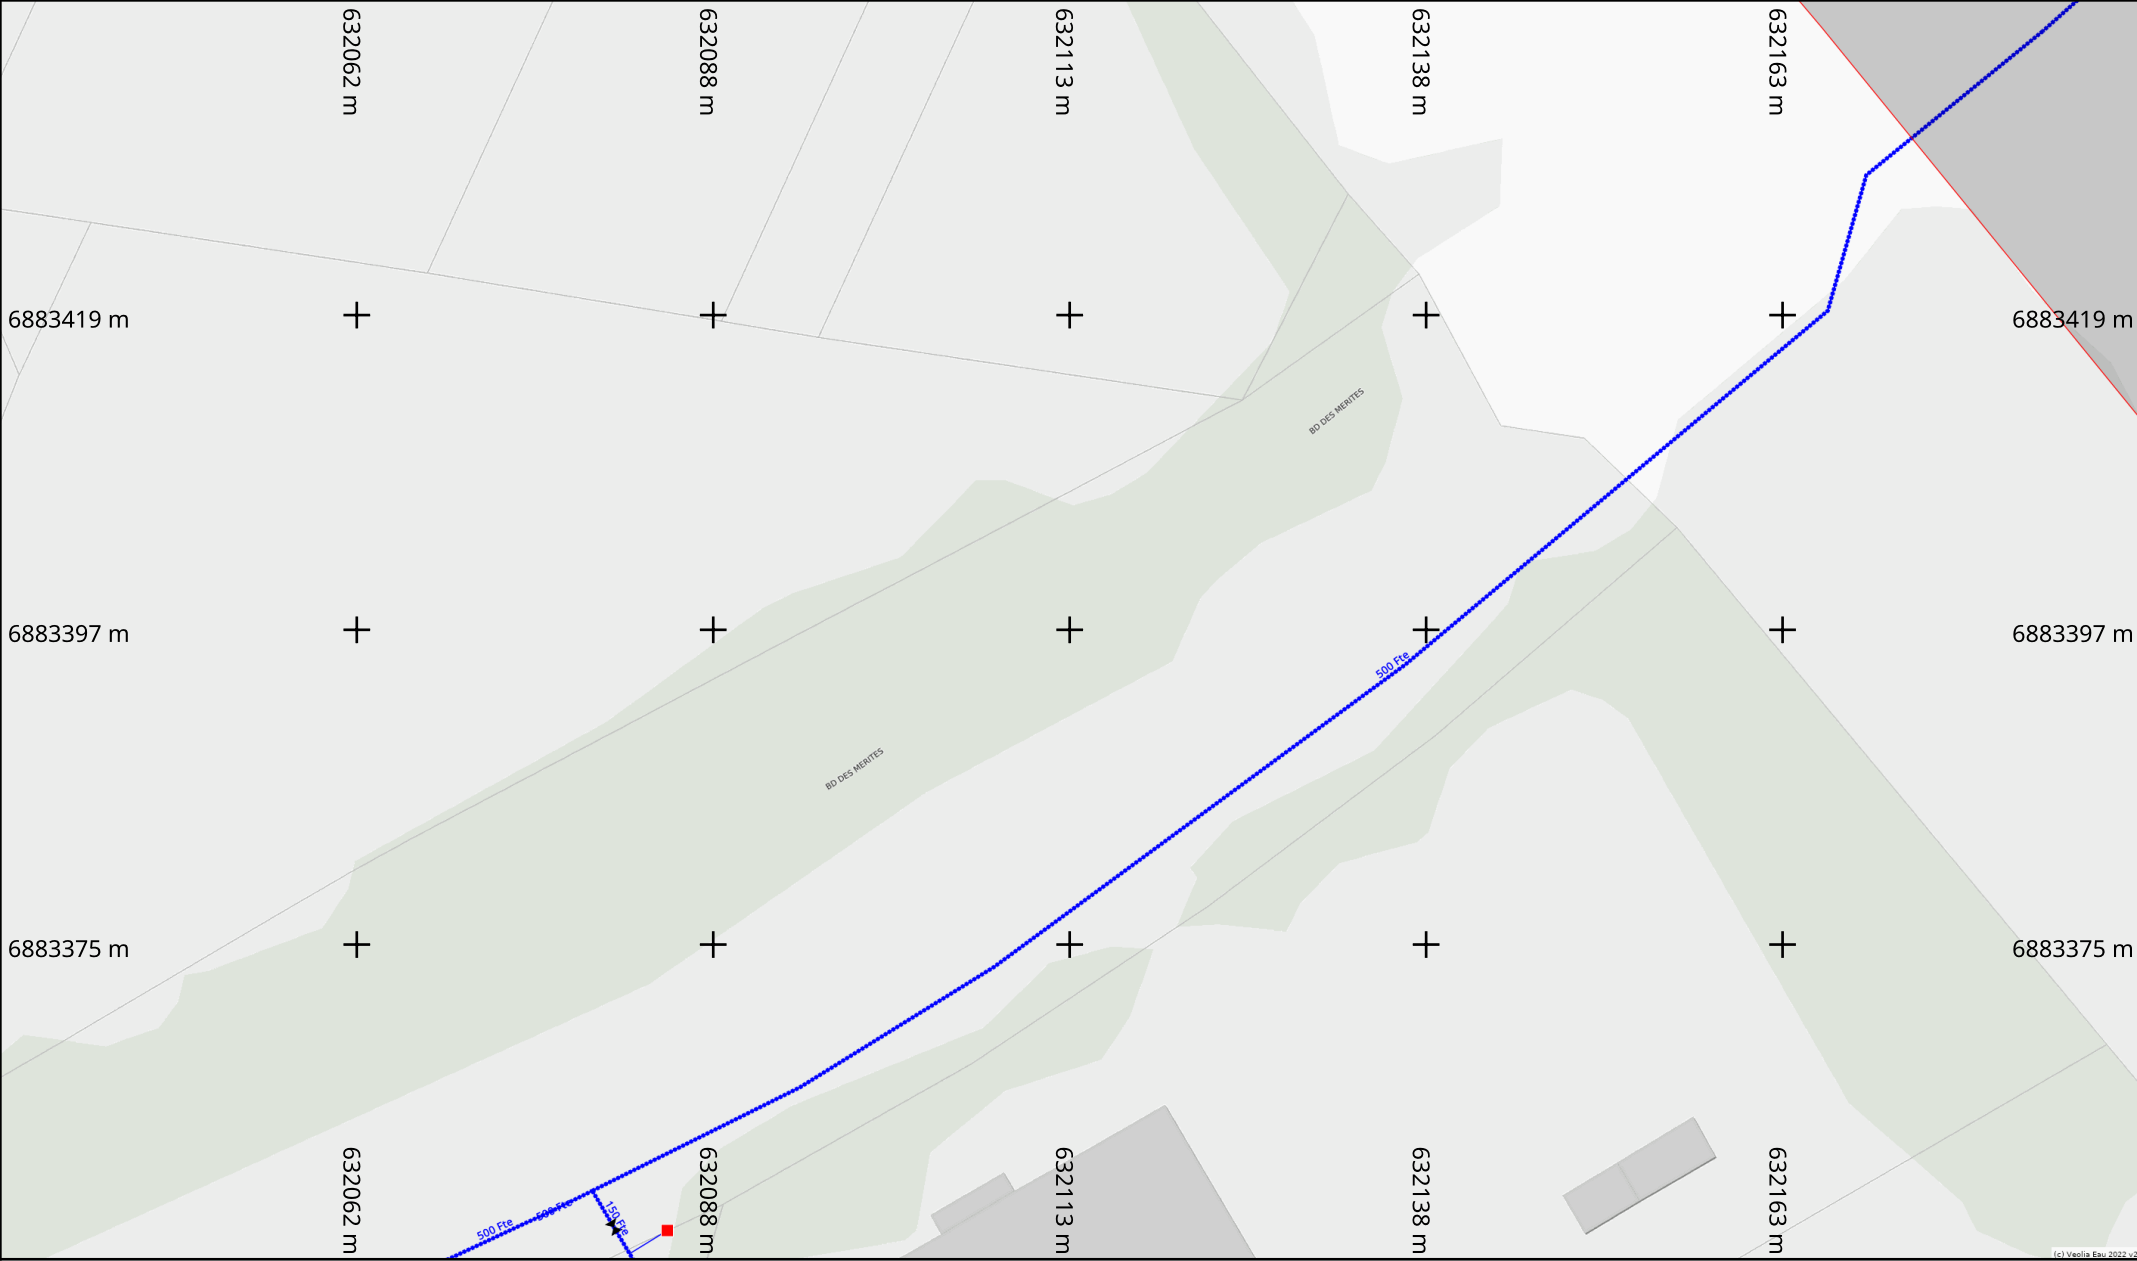 632062 m
632088 m
632113 m
632138 m
632163 m
6883419 m
6883419 m
BD DES MERITES
6883397 m
6883397 m
500 Fte
BD DES MERITES
6883375 m
6883375 m
632062 m
632088 m
632113 m
632138 m
632163 m
500 Fte
500 Fte
150 Fte
(c) Veolia Eau 2022 v2